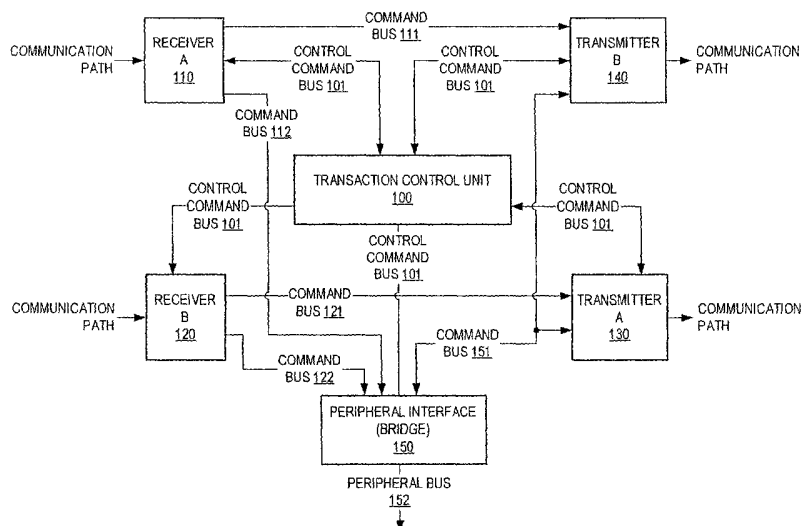 COMMUNICATION
PATH
RECEIVER
A
110
COMMAND
BUS 111
CONTROL
COMMAND
BUS 101
COMMAND
BUS 112
CONTROL
COMMAND
BUS 101
TRANSMITTER
B
140
COMMUNICATION
PATH
TRANSACTION CONTROL UNIT
100
CONTROL
COMMAND
BUS 101
CONTROL
COMMAND
BUS 101
CONTROL
COMMAND
BUS 101
COMMUNICATION
PATH
RECEIVER
B
120
COMMAND
BUS 121
COMMAND
BUS 122
COMMAND
BUS 151
TRANSMITTER
A
130
COMMUNICATION
PATH
PERIPHERAL INTERFACE
(BRIDGE)
150
PERIPHERAL BUS
152